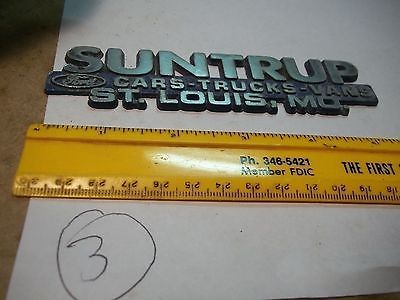 SUNTRUP
Ford CARS-TRUCKS-VANS
ST. LOUIS, MO.
Ph. 346-5421
Member FDIC
THE FIRST
3